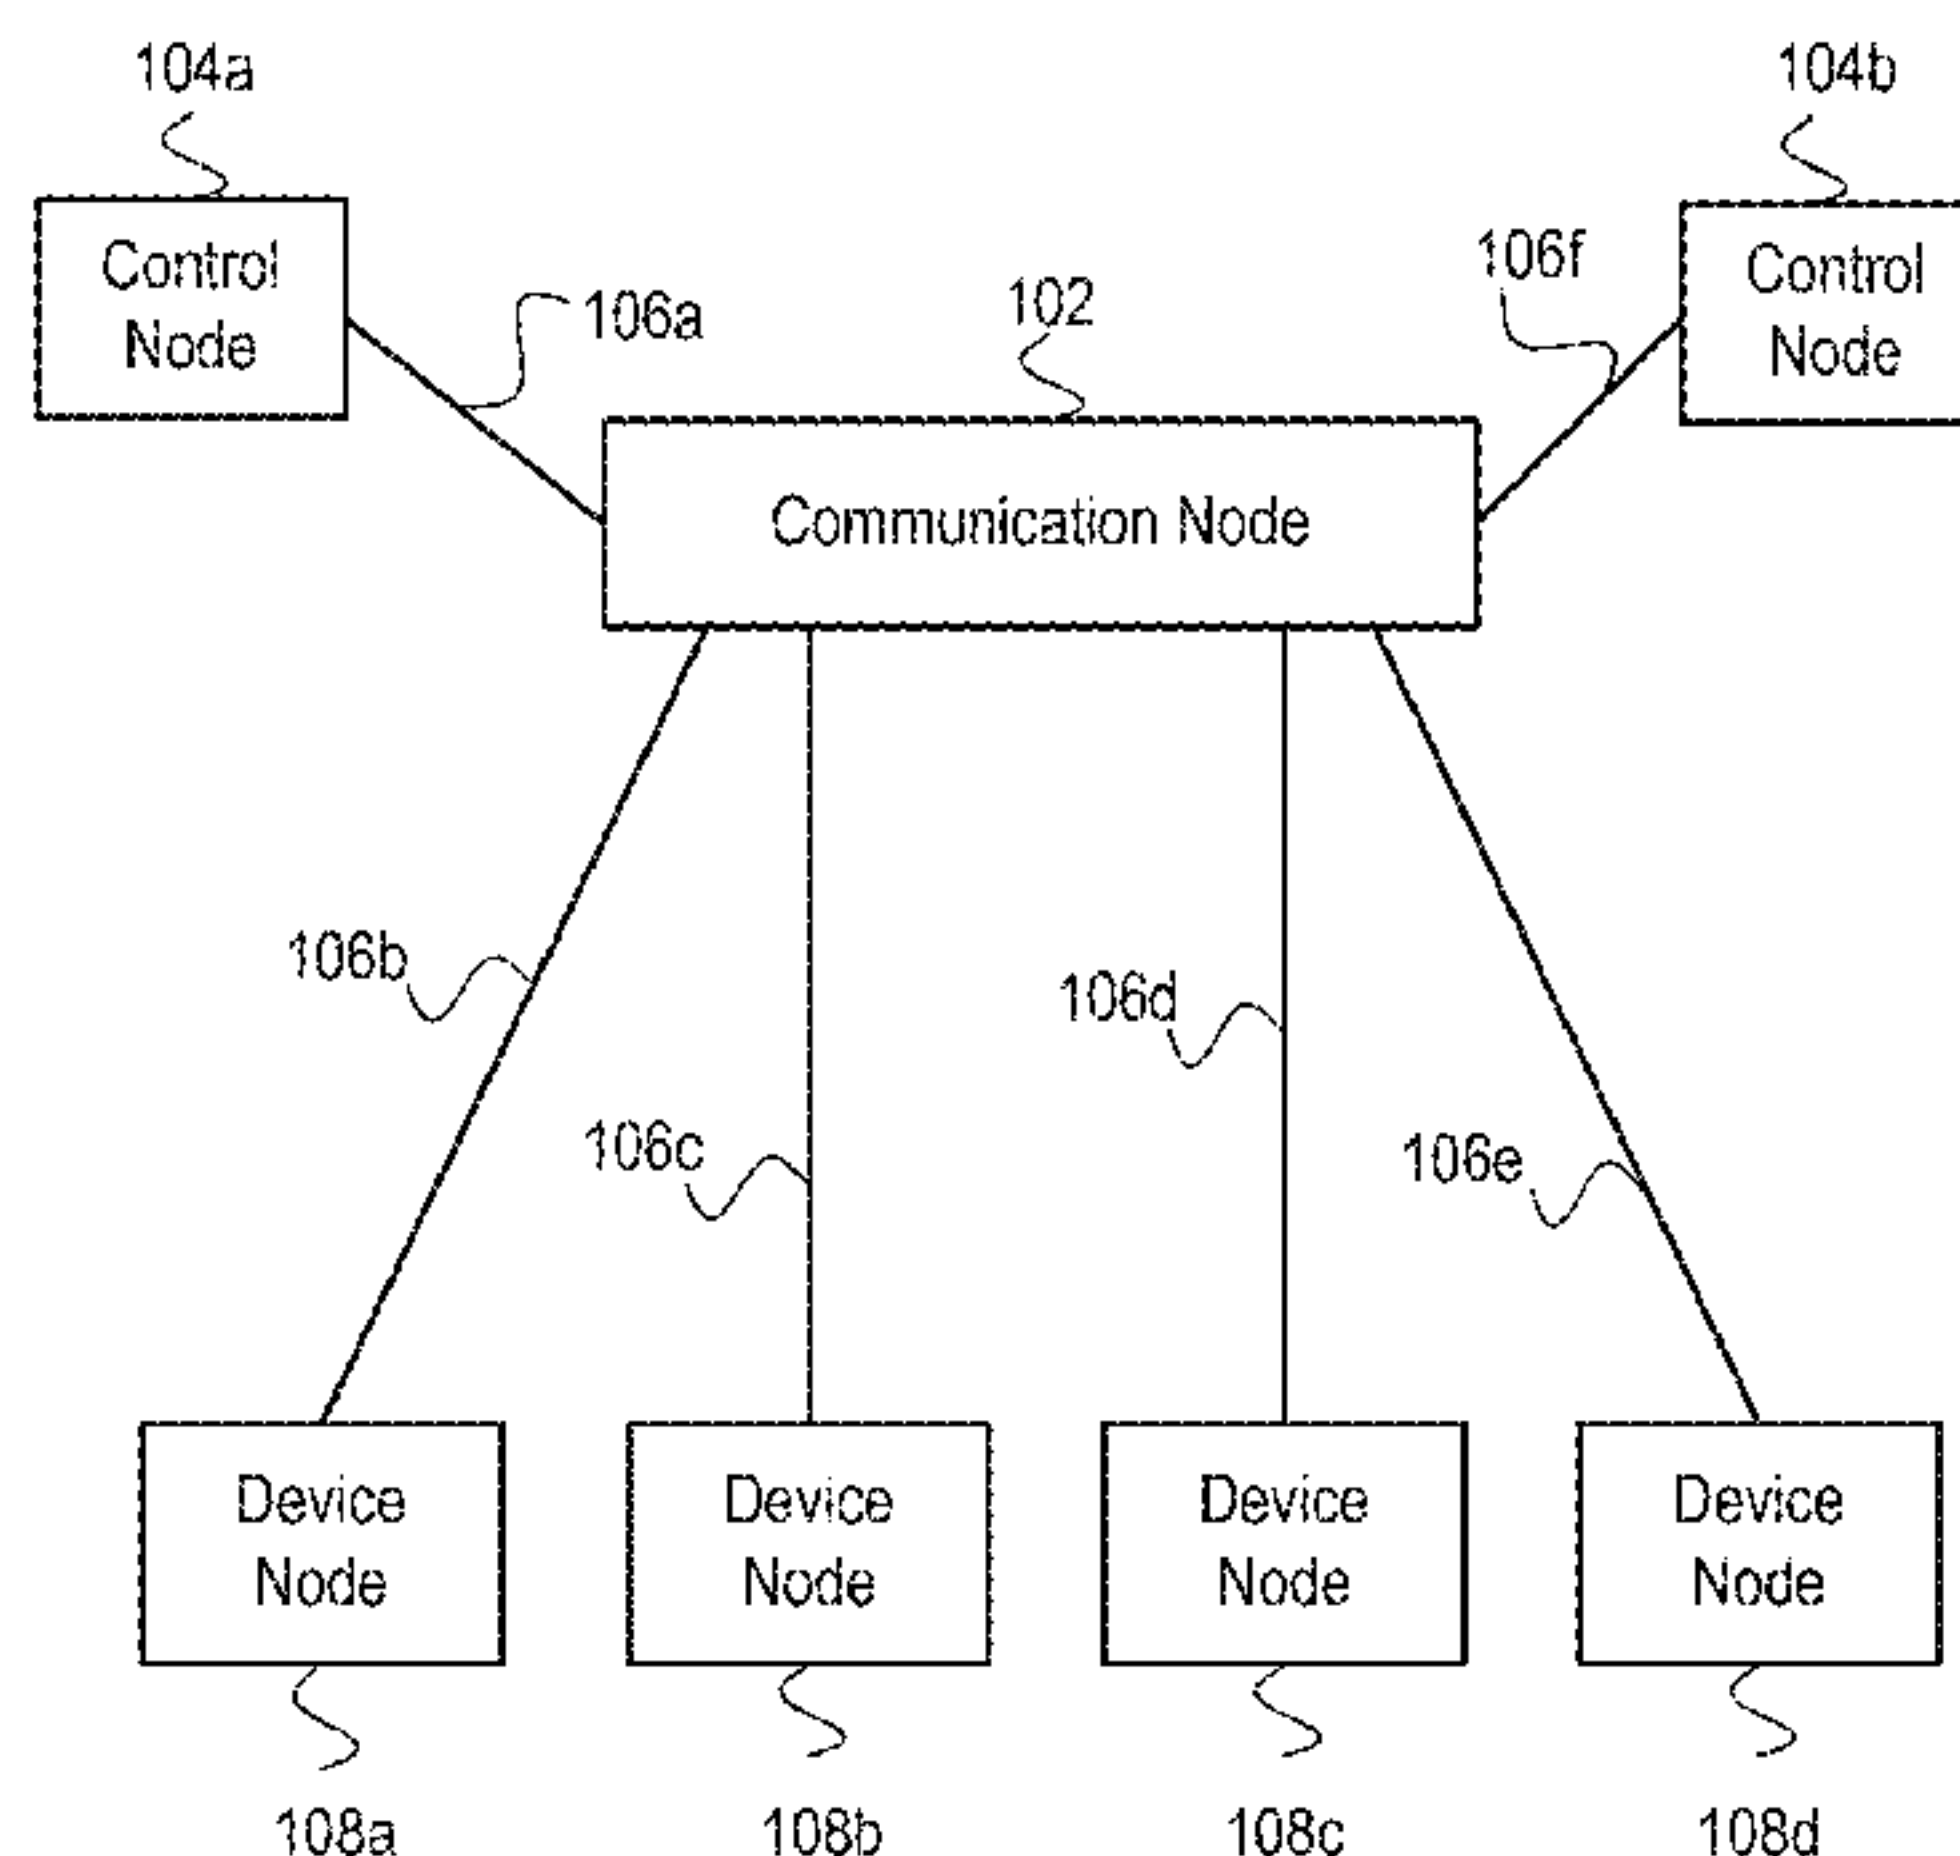 104a
104b
Control
Node
106a
102
106f
Control
Node
Communication Node
106b
106d
106c
106e
Device
Node
Device
Node
Device
Node
Device
Node
108a
108b
108c
108d